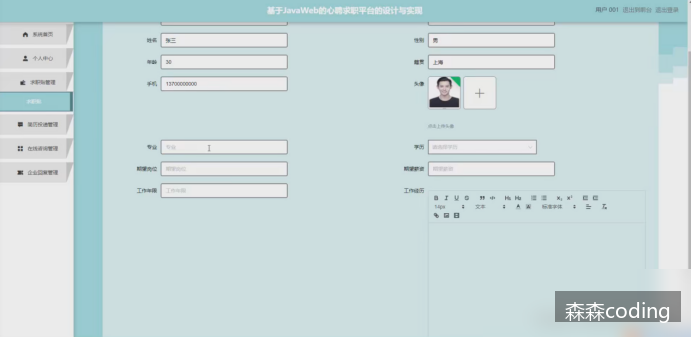 基于JavaWeb的心聘求职平台的设计与实现
用户 001 退出到前台 退出登录
系统首页
个人中心
求职贴管理
求职贴
简历投递管理
在线咨询管理
企业回复管理
姓名 张三
性别 男
年龄 30
籍贯 上海
手机 13700000000
头像
点击上传头像
专业 专业
学历 请选择学历
期望岗位 期望岗位
期望薪资 期望薪资
工作年限 工作年限
工作经历
14px 文本 标准字体
森森coding